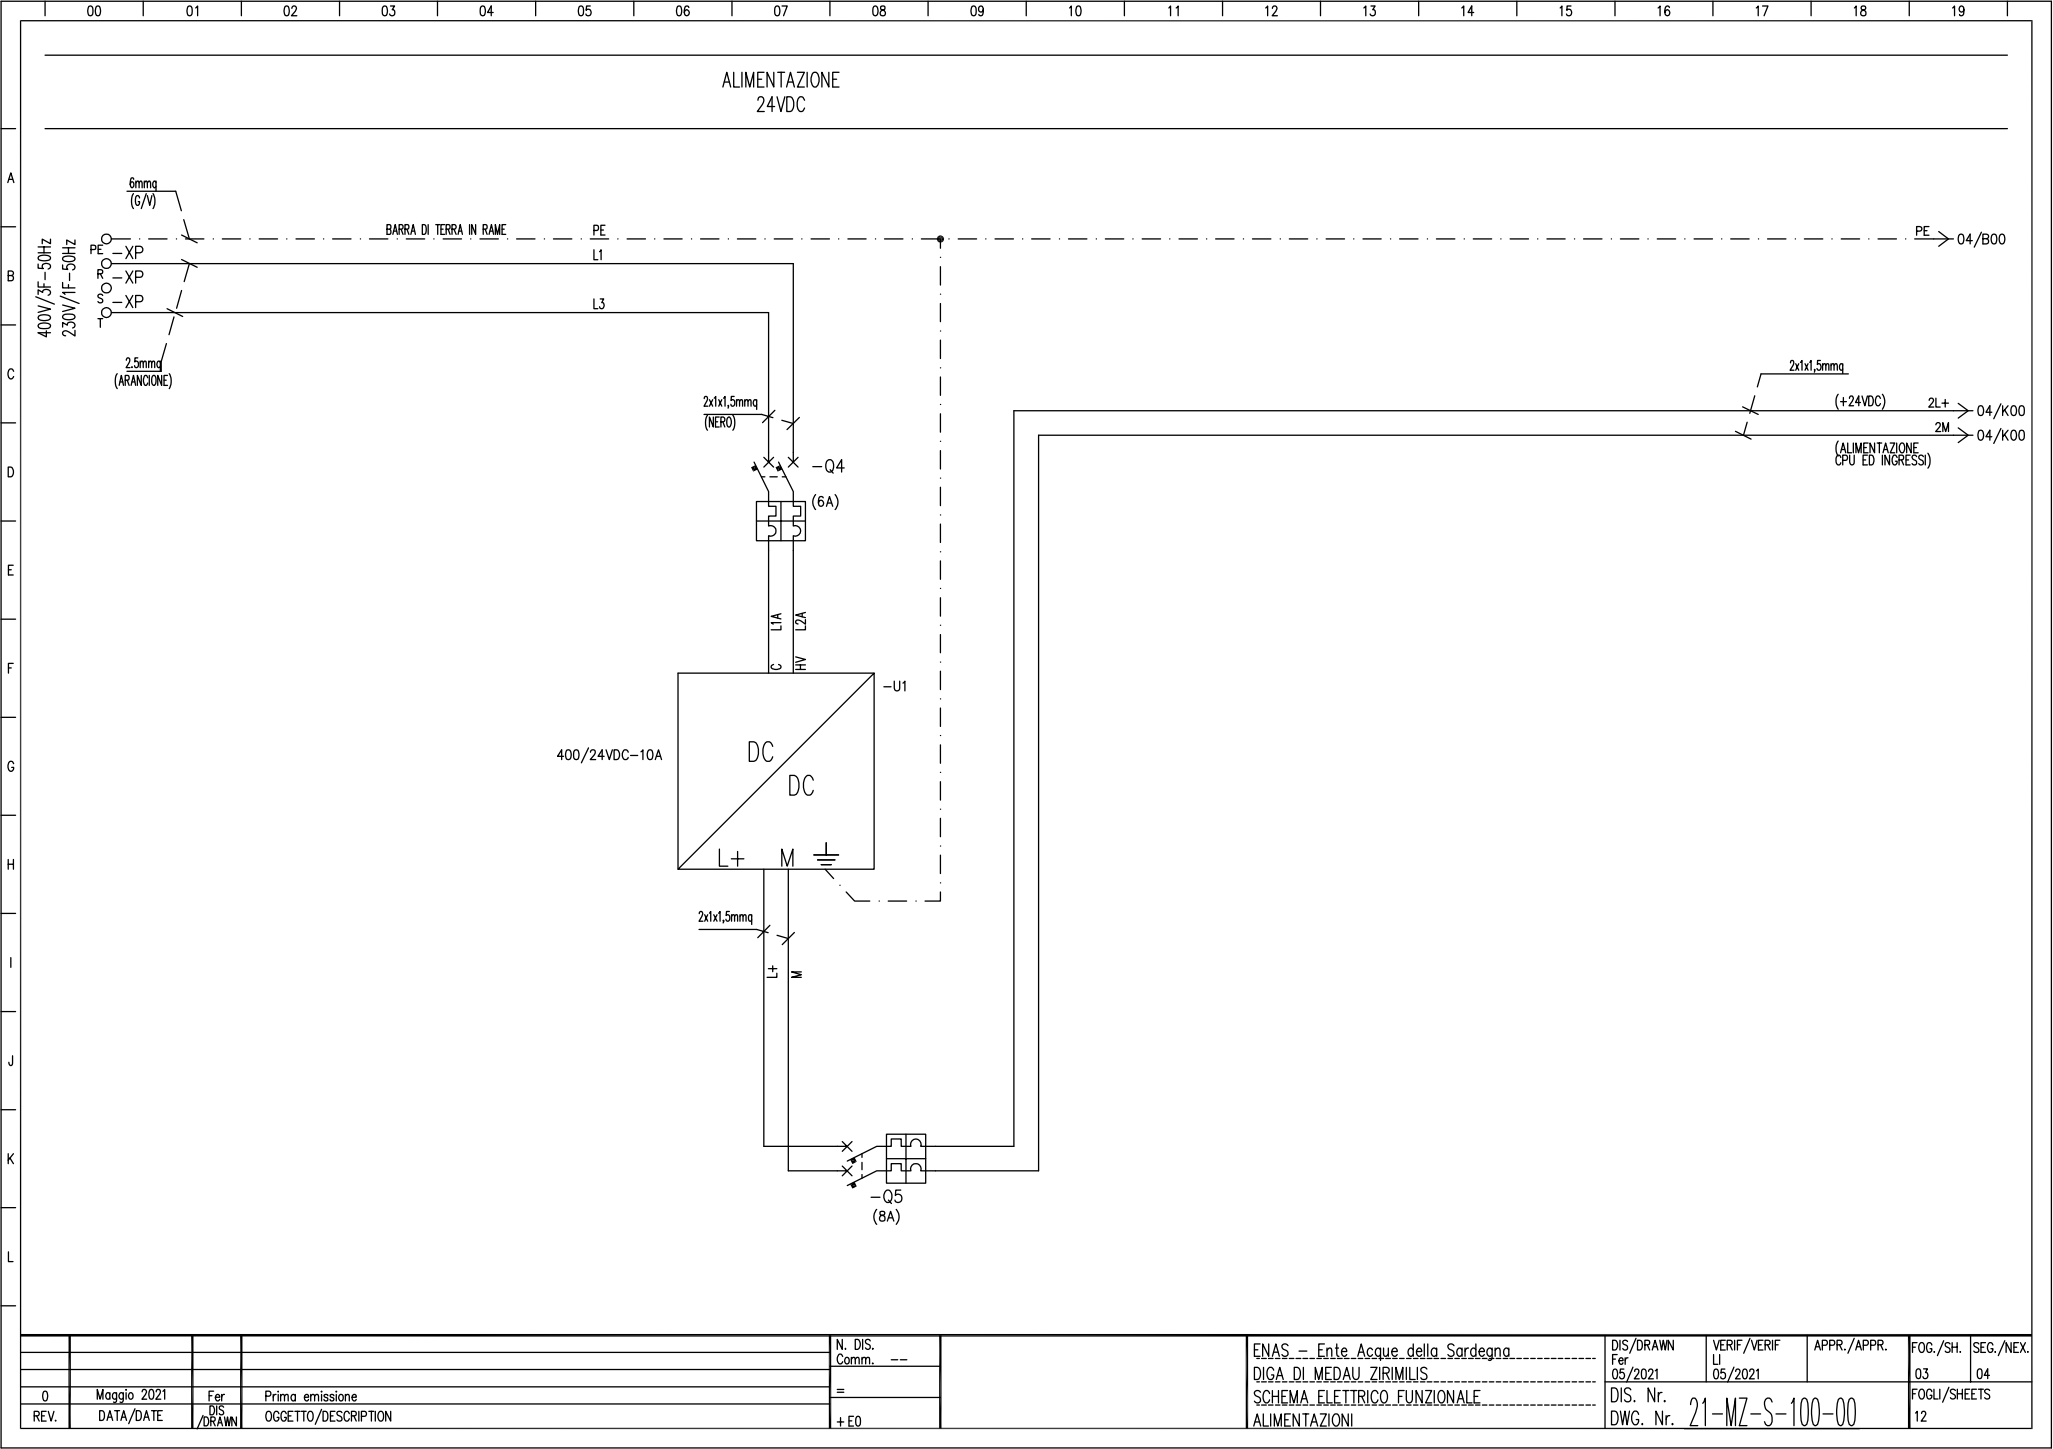 00 01 02 03 04 05 06 07 08 09 10 11 12 13 14 15 16 17 18 19
ALIMENTAZIONE
24VDC
A
B
C
D
E
F
G
H
I
J
K
L
6mmq
(G/V)
400V/3F-50Hz
230V/1F-50Hz
PE
-XP
R
-XP
S
-XP
T
BARRA DI TERRA IN RAME
PE
L1
L3
PE
04/B00
2.5mmq
(ARANCIONE)
2x1x1,5mmq
(NERO)
-Q4
(6A)
2x1x1,5mmq
(+24VDC)
2L+
04/K00
2M
04/K00
(ALIMENTAZIONE
CPU ED INGRESSI)
L1A
L2A
C
HV
-U1
400/24VDC-10A
DC
DC
L+
M
2x1x1,5mmq
L+
M
-Q5
(8A)
0 Maggio 2021 Fer Prima emissione
REV. DATA/DATE DIS
/DRAWN OGGETTO/DESCRIPTION
N. DIS.
Comm. --
=
+E0
ENAS - Ente Acque della Sardegna
DIGA DI MEDAU ZIRIMILIS
SCHEMA ELETTRICO FUNZIONALE
ALIMENTAZIONI
DIS/DRAWN
Fer
05/2021
VERIF/VERIF
LI
05/2021
APPR./APPR.
FOG./SH.
03
SEG./NEX.
04
DIS. Nr.
DWG. Nr. 21-MZ-S-100-00
FOGLI/SHEETS
12